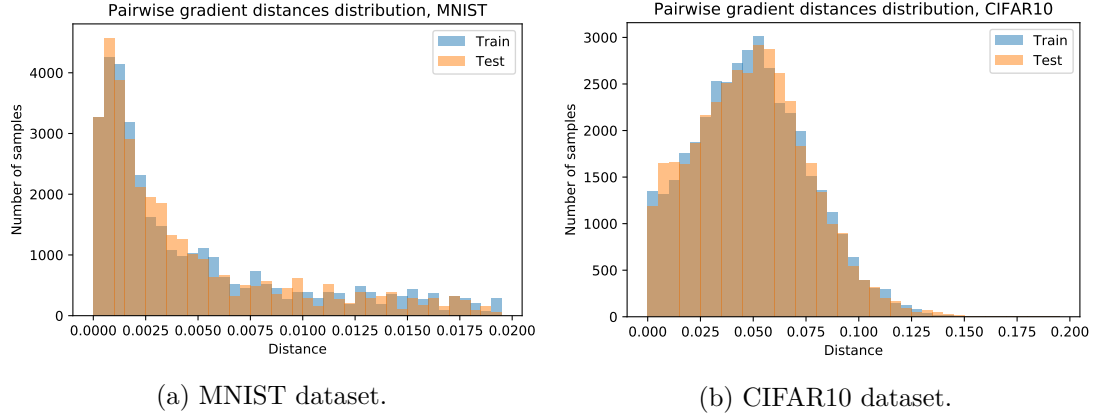 Pairwise gradient distances distribution, MNIST
Train
Test
Number of samples
4000
3000
2000
1000
0
0.0000 0.0025 0.0050 0.0075 0.0100 0.0125 0.0150 0.0175 0.0200
Distance
(a) MNIST dataset.
Pairwise gradient distances distribution, CIFAR10
Train
Test
Number of samples
3000
2500
2000
1500
1000
500
0
0.000 0.025 0.050 0.075 0.100 0.125 0.150 0.175 0.200
Distance
(b) CIFAR10 dataset.